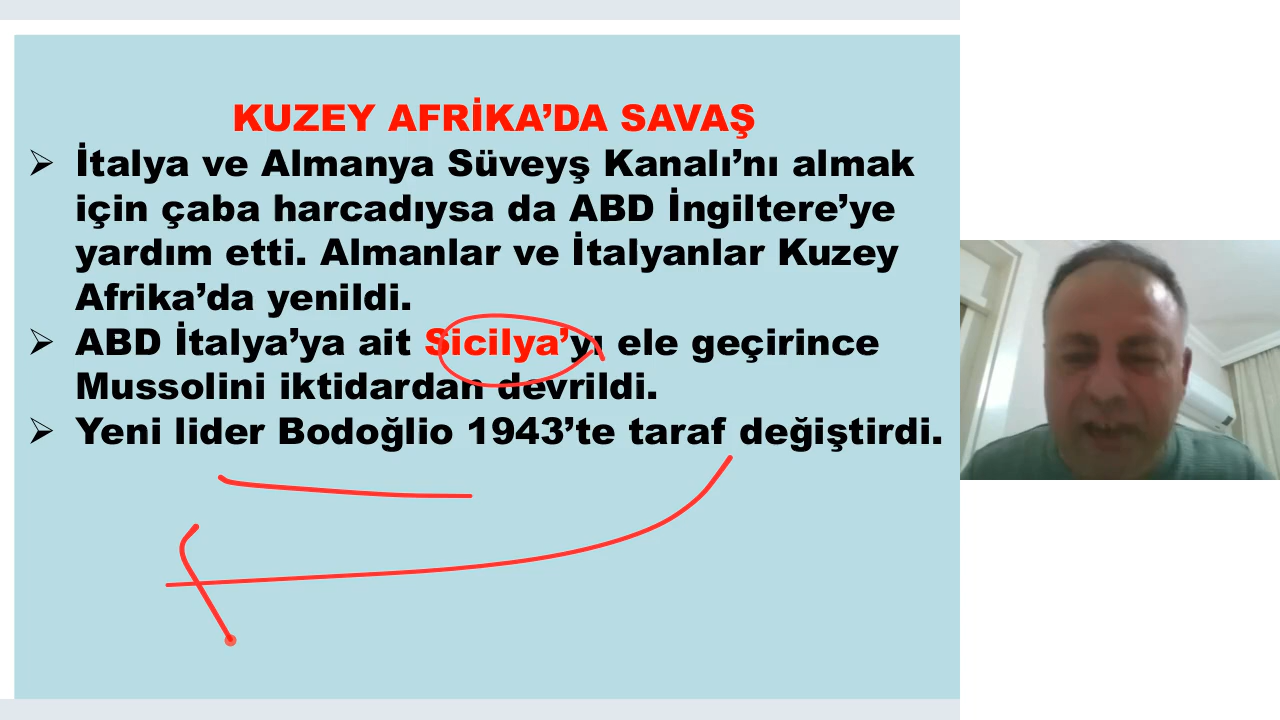 KUZEY AFRİKA’DA SAVAŞ
➢ İtalya ve Almanya Süveyş Kanalı’nı almak
için çaba harcadıysa da ABD İngiltere’ye
yardım etti. Almanlar ve İtalyanlar Kuzey
Afrika’da yenildi.
➢ ABD İtalya’ya ait Sicilya’yı ele geçirince
Mussolini iktidardan devrildi.
➢ Yeni lider Bodoğlio 1943’te taraf değiştirdi.